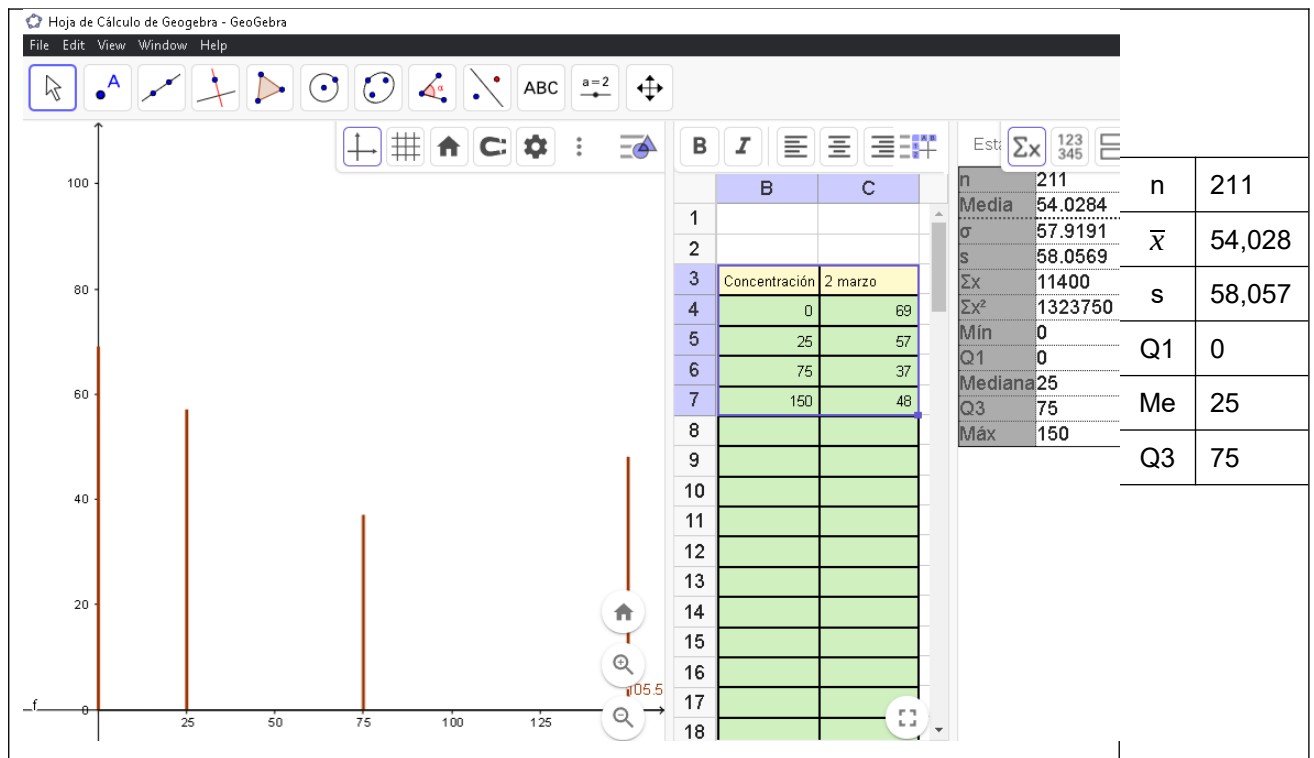 Hoja de Cálculo de Geogebra - GeoGebra
File Edit View Window Help
A
α
ABC
a=2
100
80
60
40
20
0
f
25 50 75 100 125
105.5
B I
B C
1
2
3 Concentración 2 marzo
4 0 69
5 25 57
6 75 37
7 150 48
8
9
10
11
12
13
14
15
16
17
18
Σx 123 345
n 211
Media 54.0284
σ 57.9191
s 58.0569
Σx 11400
Σx² 1323750
Mín 0
Q1 0
Mediana 25
Q3 75
Máx 150
n 211
x̅ 54,028
s 58,057
Q1 0
Me 25
Q3 75